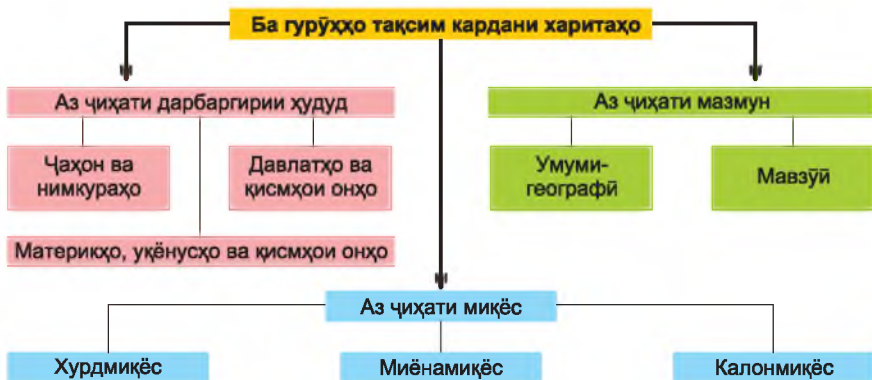 Ба гурӯҳҳо тақсим кардани харитаҳо
Аз ҷиҳати дарбаргирии ҳудуд
Ҷаҳон ва
нимкураҳо
Давлатҳо ва
қисмҳои онҳо
Материкҳо, уқёнусҳо ва қисмҳои онҳо
Аз ҷиҳати мазмун
Умуми-
географӣ
Мавзӯӣ
Аз ҷиҳати миқёс
Хурдмиқёс
Миёнамиқёс
Калонмиқёс